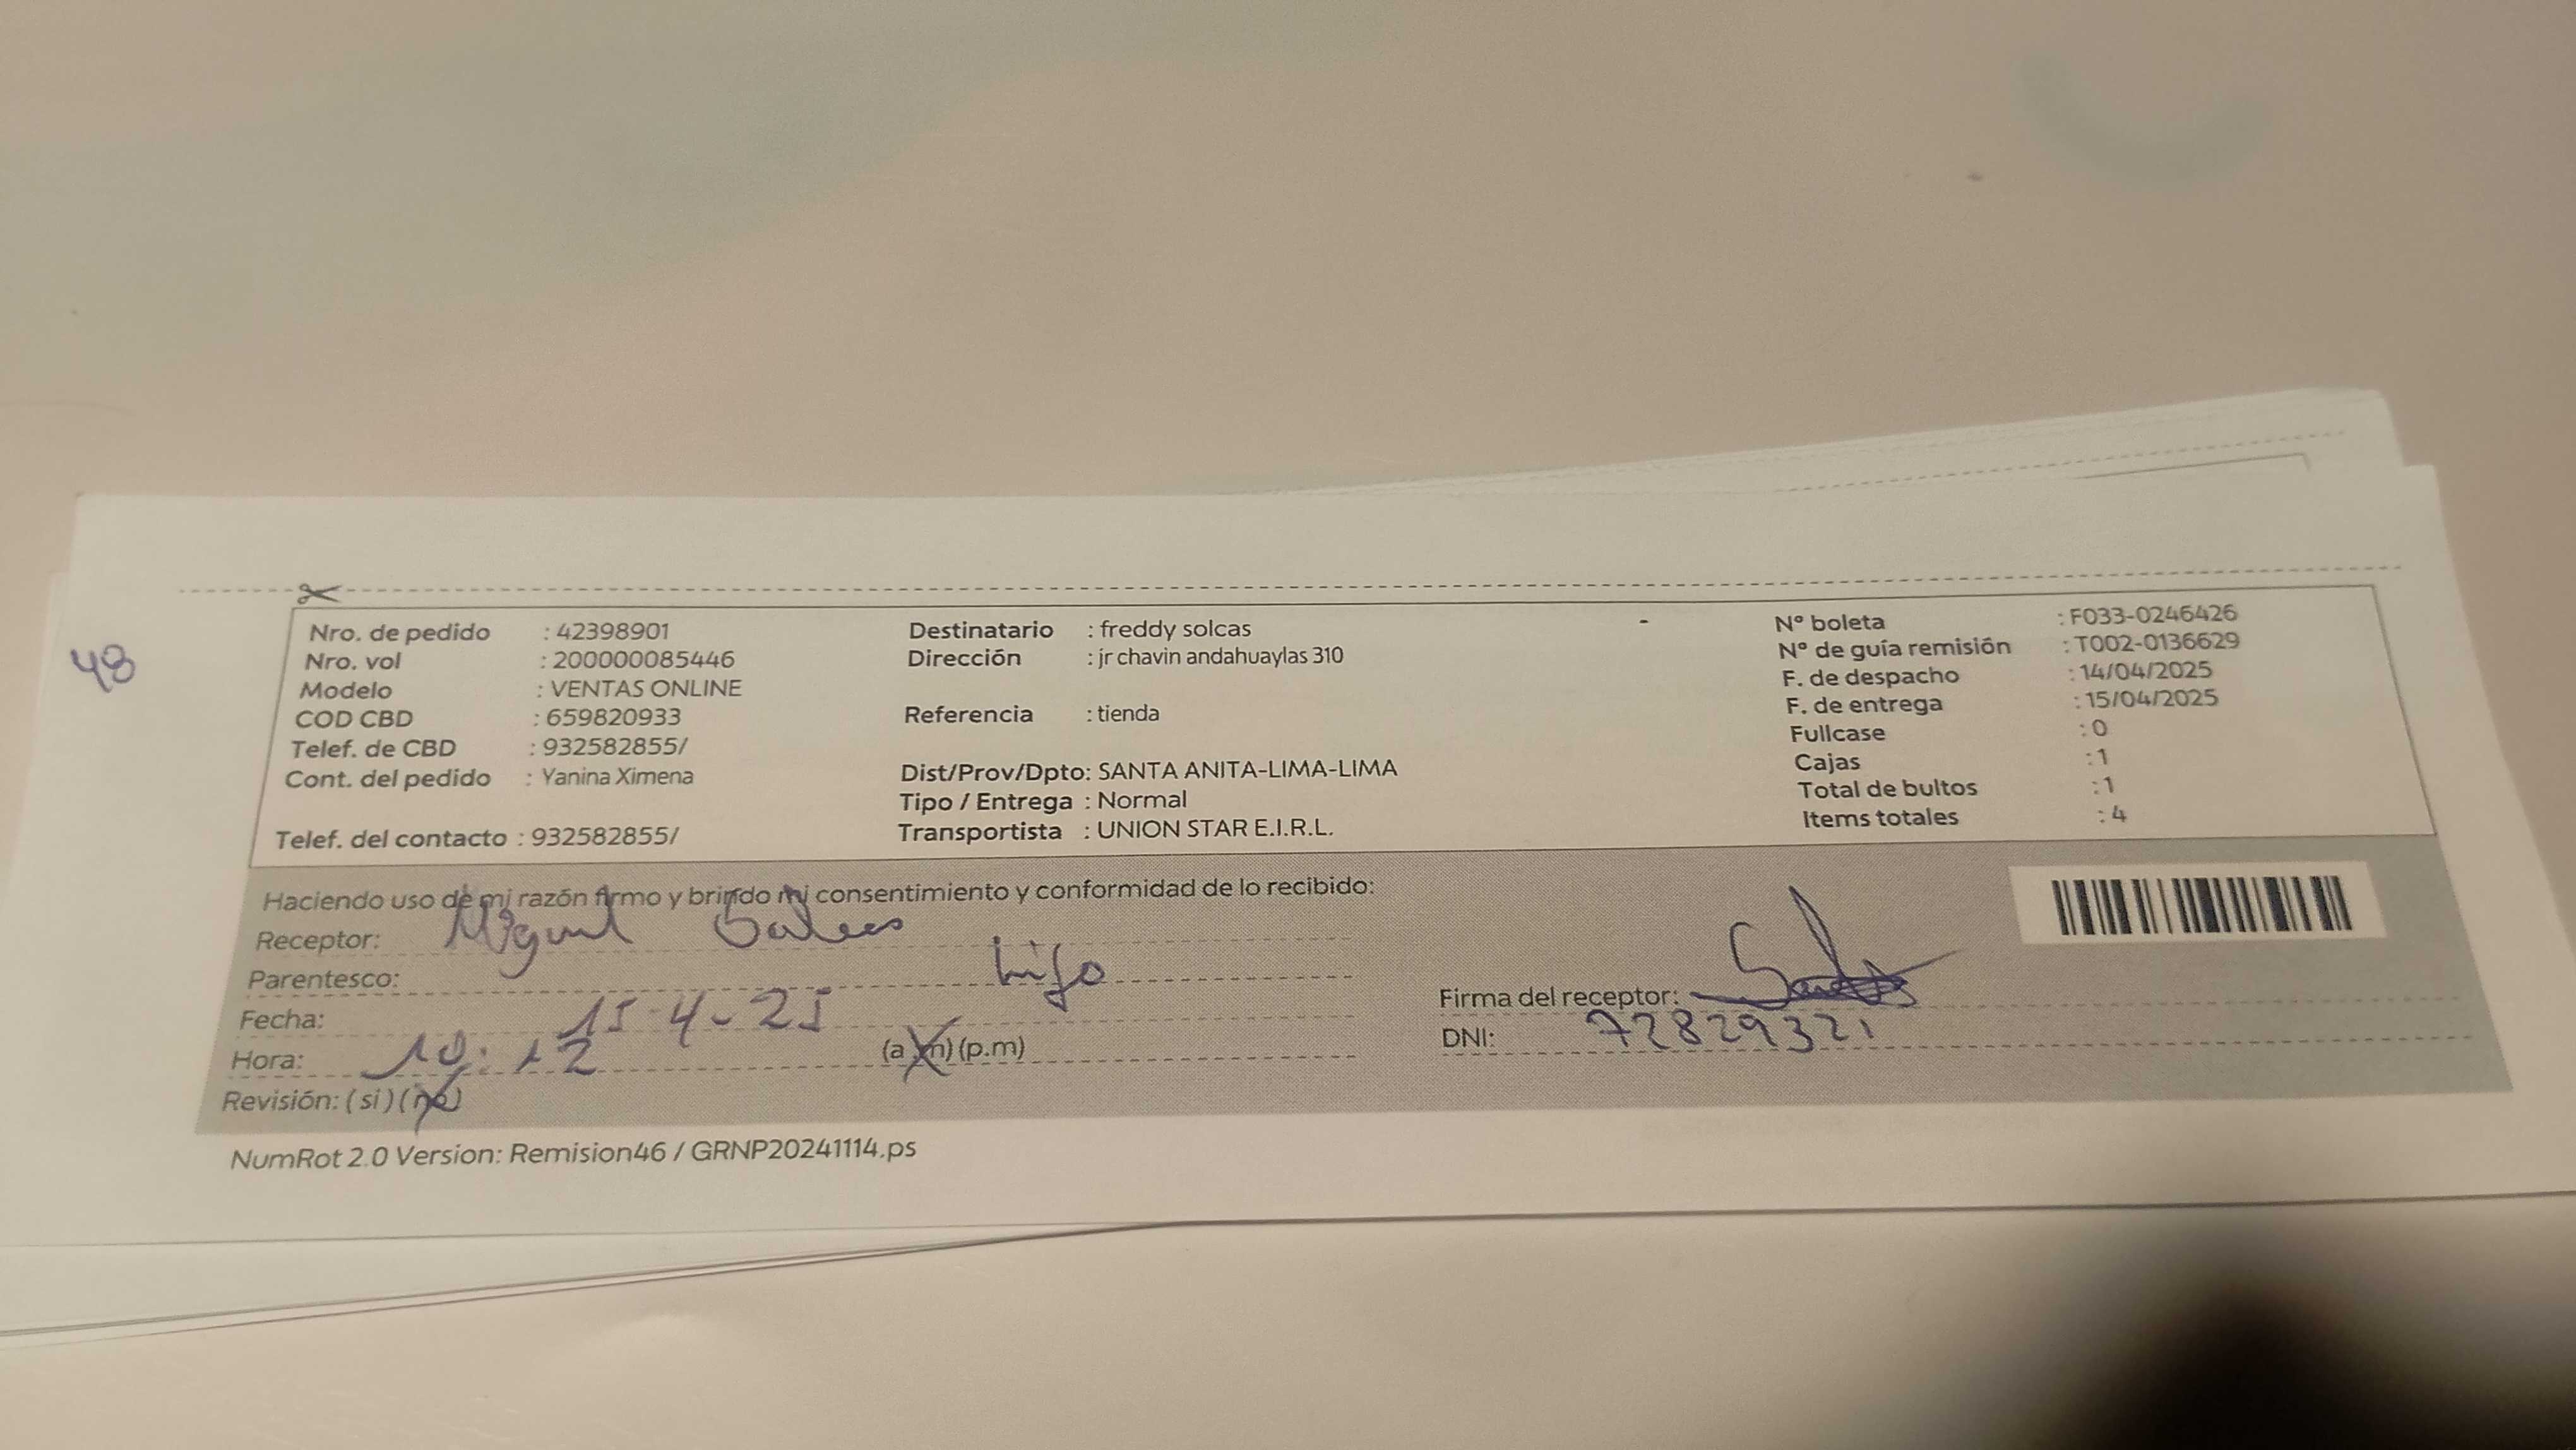 48
Nro. de pedido : 42398901
Nro. vol : 200000085446
Modelo : VENTAS ONLINE
COD CBD : 659820933
Telef. de CBD : 932582855/
Cont. del pedido : Yanina Ximena
Telef. del contacto : 932582855/
Destinatario : freddy solcas
Dirección : jr chavin andahuaylas 310
Referencia : tienda
Dist/Prov/Dpto: SANTA ANITA-LIMA-LIMA
Tipo / Entrega : Normal
Transportista : UNION STAR E.I.R.L.
-
N° boleta : F033-0246426
N° de guía remisión : T002-0136629
F. de despacho : 14/04/2025
F. de entrega : 15/04/2025
Fullcase : 0
Cajas : 1
Total de bultos : 1
Items totales : 4
Haciendo uso de mi razón firmo y brindo mi consentimiento y conformidad de lo recibido:
Receptor: Miguel
Parentesco: hijo
Fecha: 15-4-25
Hora: 10:12 (a.m) (p.m)
Revisión: (si) (no)
Firma del receptor:
DNI: 72829321
NumRot 2.0 Version: Remision46 / GRNP20241114.ps